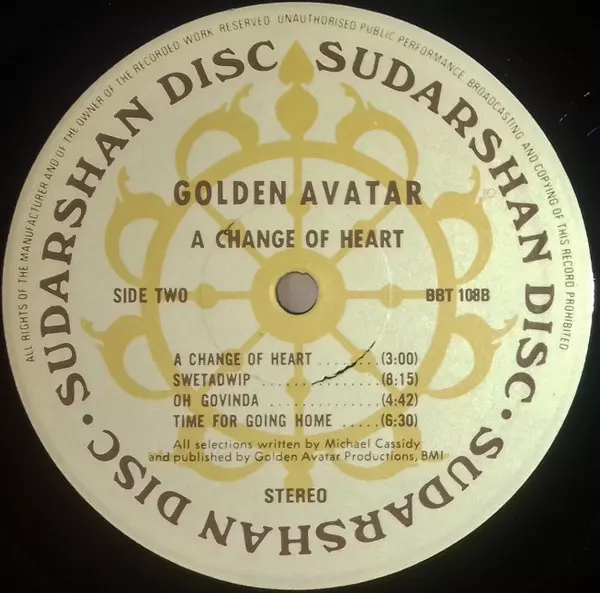 ALL RIGHTS OF THE MANUFACTURER AND OF THE OWNER OF THE RECORDED WORK RESERVED UNAUTHORISED PUBLIC PERFORMANCE BROADCASTING AND COPYING OF THIS RECORD PROHIBITED
SUDARSHAN DISC · SUDARSHAN DISC · SUDARSHAN DISC ·
GOLDEN AVATAR
A CHANGE OF HEART
SIDE TWO
BBT 108B
℗
A CHANGE OF HEART ........(3:00)
SWETADWIP ................(8:15)
OH GOVINDA ...............(4:42)
TIME FOR GOING HOME .....(6:30)
All selections written by Michael Cassidy
and published by Golden Avatar Productions, BMI
STEREO